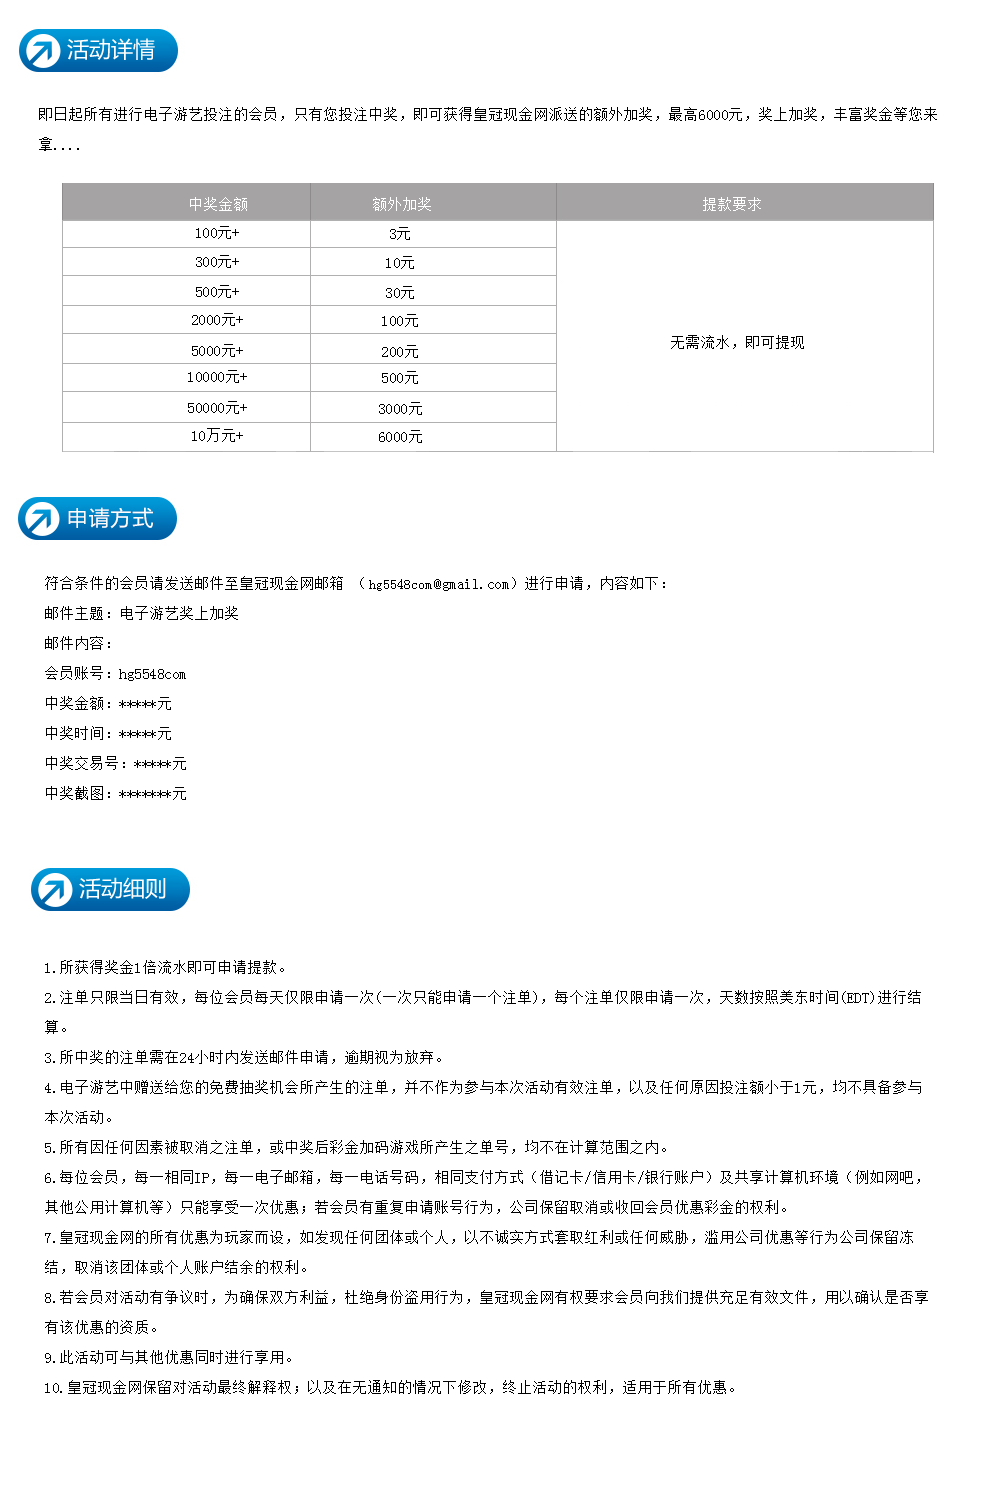 活动详情
即日起所有进行电子游艺投注的会员，只有您投注中奖，即可获得皇冠现金网派送的额外加奖，最高6000元，奖上加奖，丰富奖金等您来
拿....
中奖金额 额外加奖 提款要求
100元+ 3元
300元+ 10元
500元+ 30元
2000元+ 100元
无需流水，即可提现
5000元+ 200元
10000元+ 500元
50000元+ 3000元
10万元+ 6000元
申请方式
符合条件的会员请发送邮件至皇冠现金网邮箱 （hg5548com@gmail.com）进行申请，内容如下：
邮件主题：电子游艺奖上加奖
邮件内容：
会员账号：hg5548com
中奖金额：*****元
中奖时间：*****元
中奖交易号：*****元
中奖截图：*******元
活动细则
1.所获得奖金1倍流水即可申请提款。
2.注单只限当日有效，每位会员每天仅限申请一次(一次只能申请一个注单)，每个注单仅限申请一次，天数按照美东时间(EDT)进行结
算。
3.所中奖的注单需在24小时内发送邮件申请，逾期视为放弃。
4.电子游艺中赠送给您的免费抽奖机会所产生的注单，并不作为参与本次活动有效注单，以及任何原因投注额小于1元，均不具备参与
本次活动。
5.所有因任何因素被取消之注单，或中奖后彩金加码游戏所产生之单号，均不在计算范围之内。
6.每位会员，每一相同IP，每一电子邮箱，每一电话号码，相同支付方式（借记卡/信用卡/银行账户）及共享计算机环境（例如网吧，
其他公用计算机等）只能享受一次优惠；若会员有重复申请账号行为，公司保留取消或收回会员优惠彩金的权利。
7.皇冠现金网的所有优惠为玩家而设，如发现任何团体或个人，以不诚实方式套取红利或任何威胁，滥用公司优惠等行为公司保留冻
结，取消该团体或个人账户结余的权利。
8.若会员对活动有争议时，为确保双方利益，杜绝身份盗用行为，皇冠现金网有权要求会员向我们提供充足有效文件，用以确认是否享
有该优惠的资质。
9.此活动可与其他优惠同时进行享用。
10.皇冠现金网保留对活动最终解释权；以及在无通知的情况下修改，终止活动的权利，适用于所有优惠。